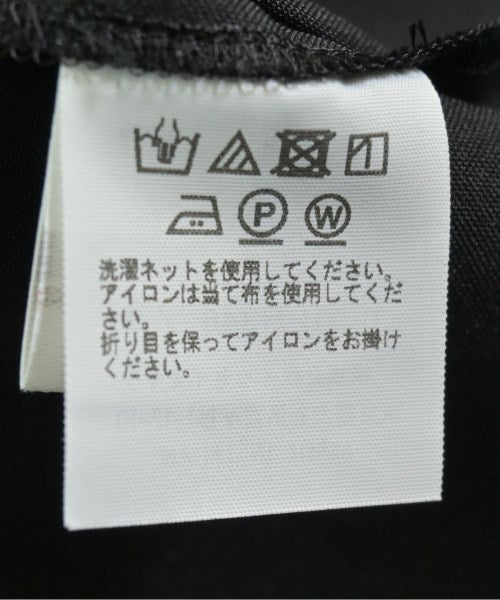 P W
洗濯ネットを使用してください。
アイロンは当て布を使用してくだ
さい。
折り目を保ってアイロンをお掛け
ください。